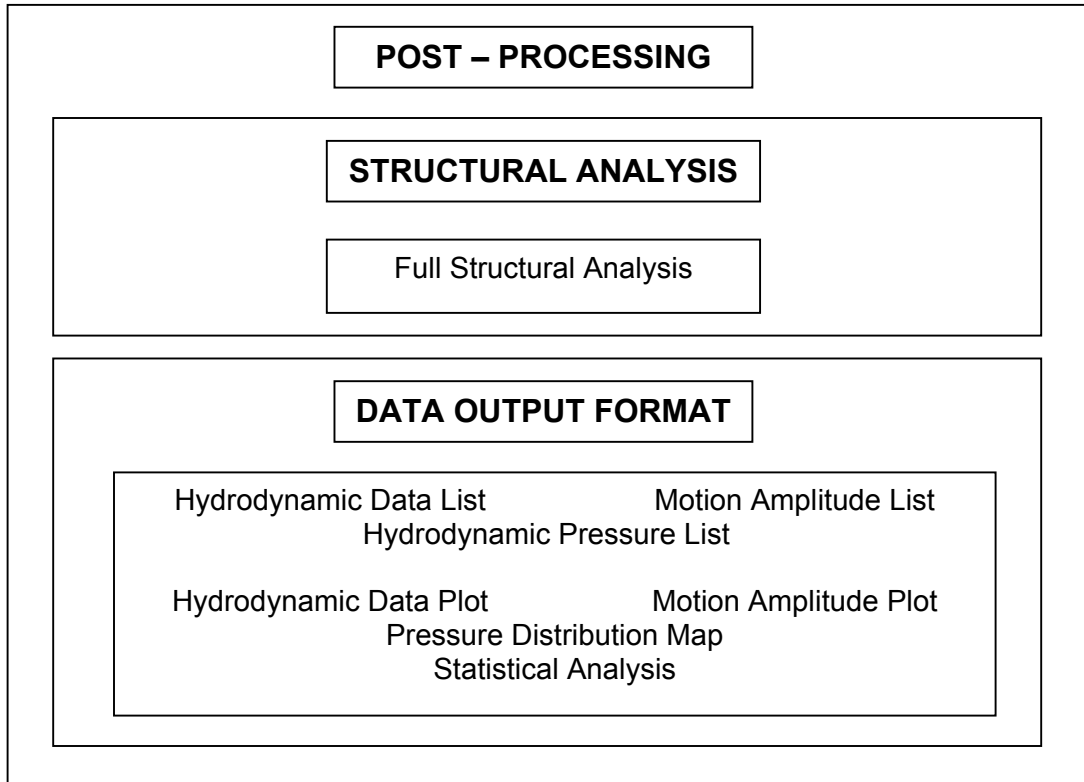 POST – PROCESSING
STRUCTURAL ANALYSIS
Full Structural Analysis
DATA OUTPUT FORMAT
Hydrodynamic Data List Motion Amplitude List
Hydrodynamic Pressure List
Hydrodynamic Data Plot Motion Amplitude Plot
Pressure Distribution Map
Statistical Analysis